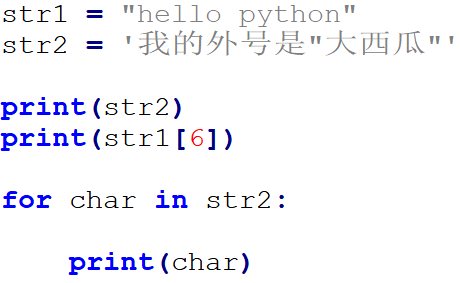 str1 = "hello python"
str2 = '我的外号是"大西瓜"'
print(str2)
print(str1[6])
for char in str2:
print(char)